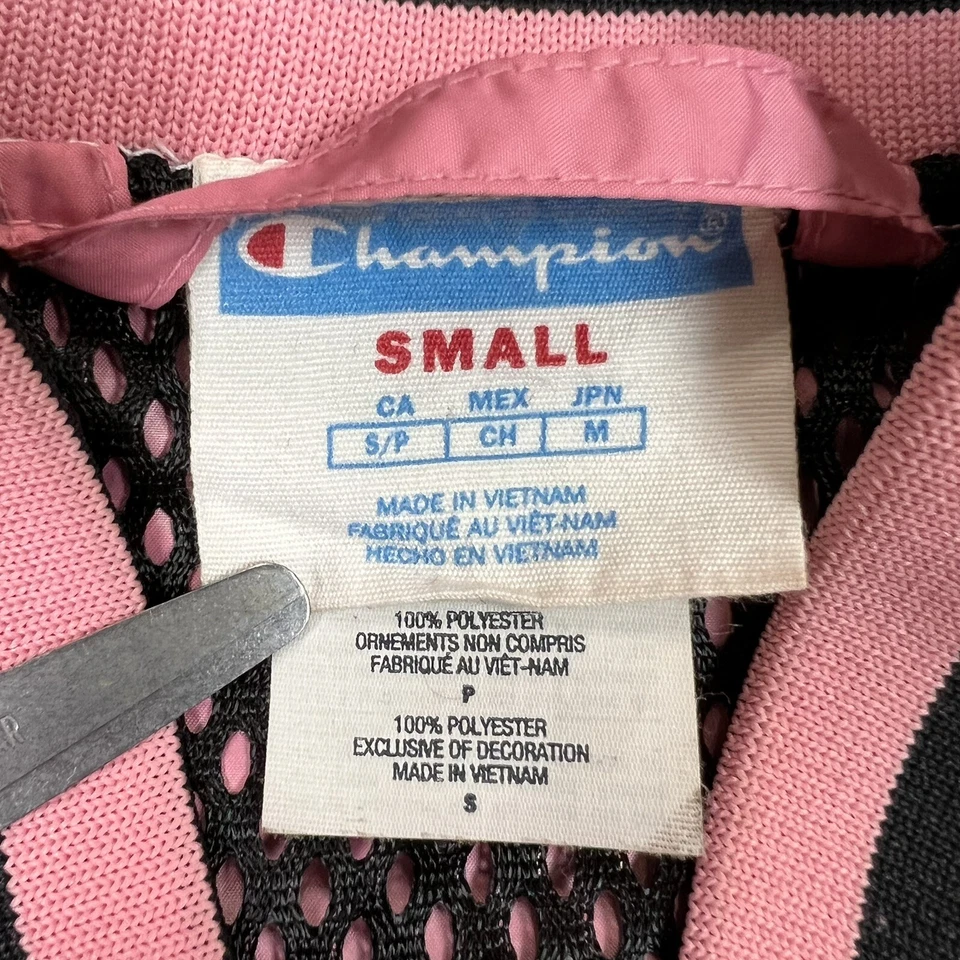 Champion®
SMALL
CA MEX JPN
S/P CH M
MADE IN VIETNAM
FABRIQUÉ AU VIÊT-NAM
HECHO EN VIETNAM
100% POLYESTER
ORNEMENTS NON COMPRIS
FABRIQUÉ AU VIÊT-NAM
P
100% POLYESTER
EXCLUSIVE OF DECORATION
MADE IN VIETNAM
S